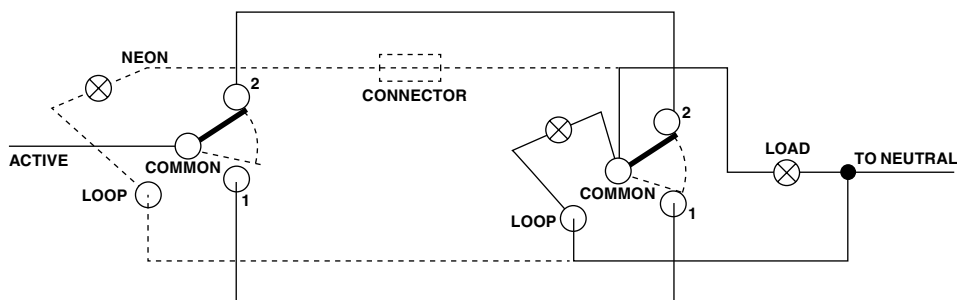 NEON
2
CONNECTOR
2
ACTIVE
COMMON
LOAD
TO NEUTRAL
COMMON
LOOP
1
LOOP
1